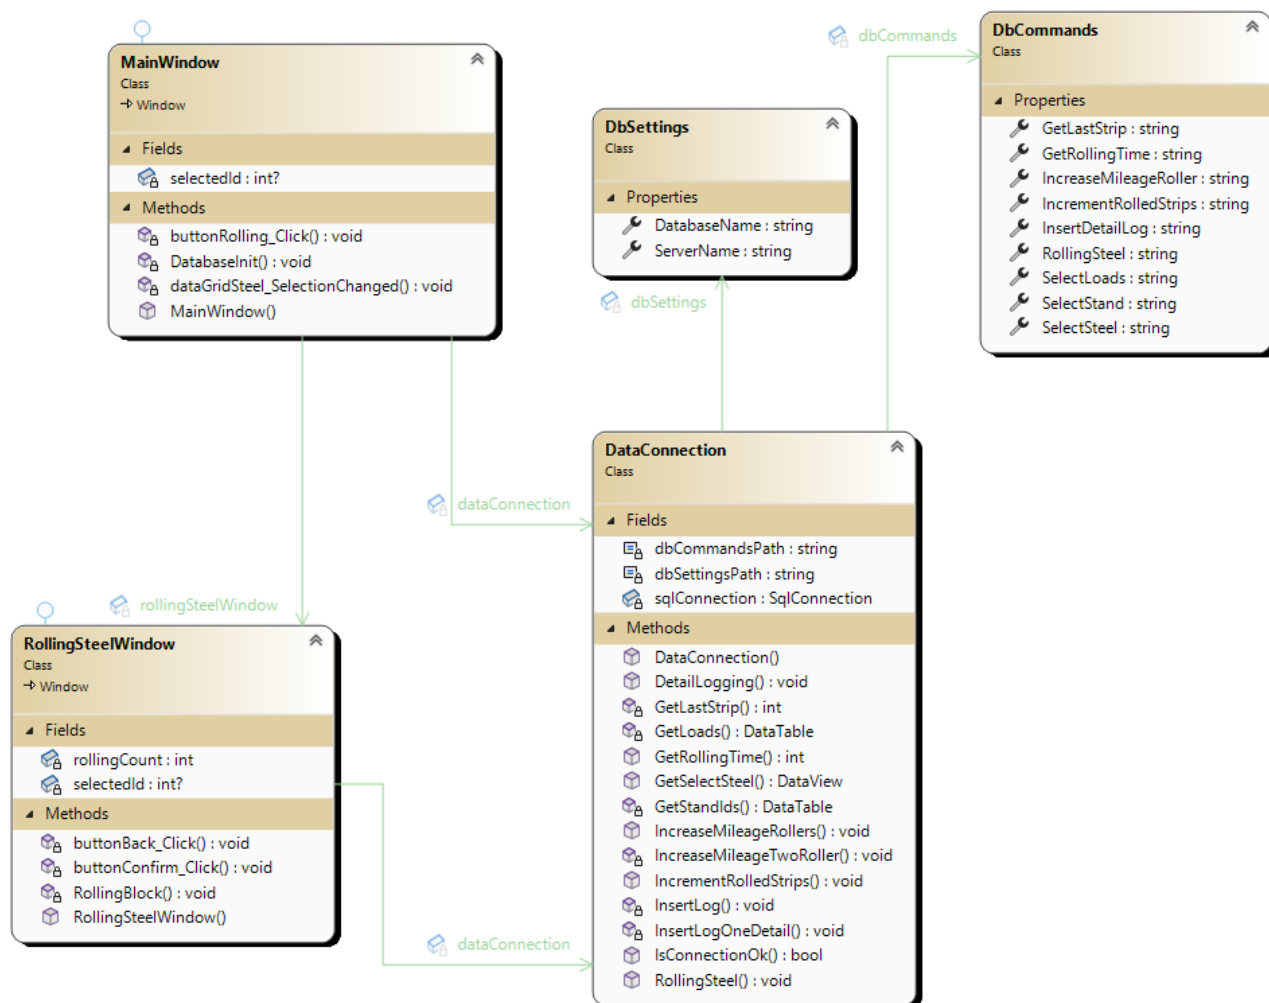 MainWindow
Class
Window
Fields
selectedId : int?
Methods
buttonRolling_Click() : void
DatabaseInit() : void
dataGridSteel_SelectionChanged() : void
MainWindow()
DbSettings
Class
Properties
DatabaseName : string
ServerName : string
dbSettings
dbCommands
DbCommands
Class
Properties
GetLastStrip : string
GetRollingTime : string
IncreaseMileageRoller : string
IncrementRolledStrips : string
InsertDetailLog : string
RollingSteel : string
SelectLoads : string
SelectStand : string
SelectSteel : string
dataConnection
rollingSteelWindow
RollingSteelWindow
Class
Window
Fields
rollingCount : int
selectedId : int?
Methods
buttonBack_Click() : void
buttonConfirm_Click() : void
RollingBlock() : void
RollingSteelWindow()
dataConnection
DataConnection
Class
Fields
dbCommandsPath : string
dbSettingsPath : string
sqlConnection : SqlConnection
Methods
DataConnection()
DetailLogging() : void
GetLastStrip() : int
GetLoads() : DataTable
GetRollingTime() : int
GetSelectSteel() : DataView
GetStandIds() : DataTable
IncreaseMileageRollers() : void
IncreaseMileageTwoRoller() : void
IncrementRolledStrips() : void
InsertLog() : void
InsertLogOneDetail() : void
IsConnectionOk() : bool
RollingSteel() : void